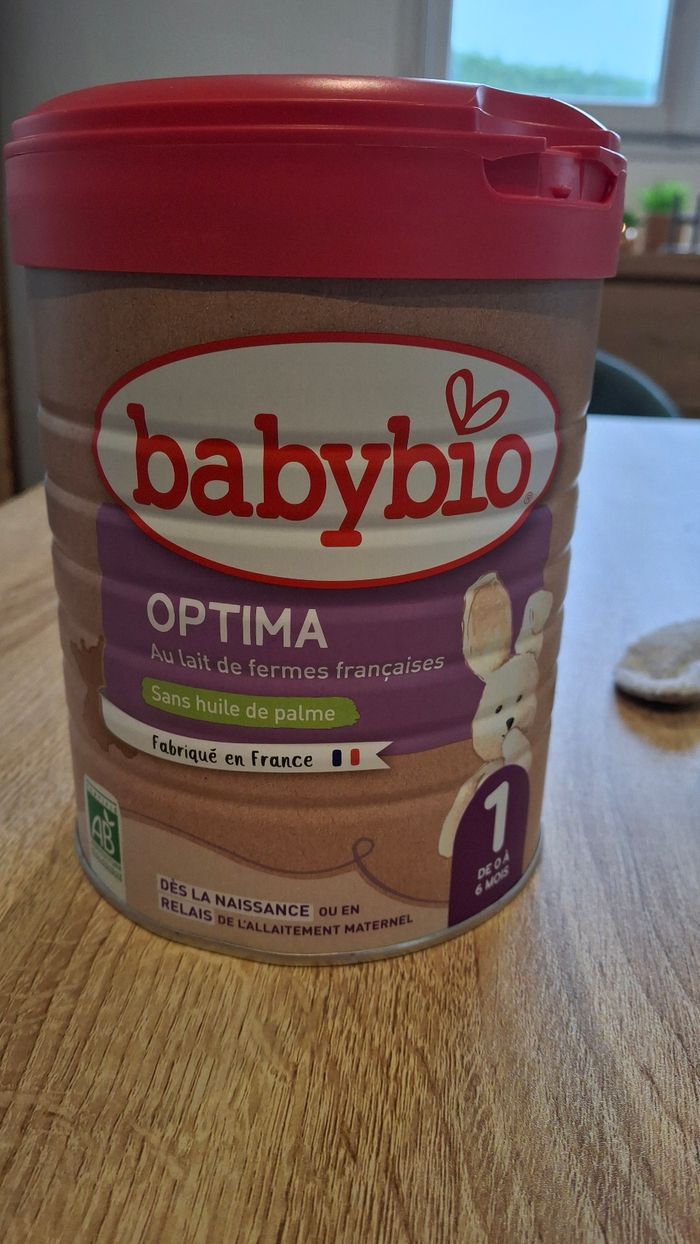 babybio
OPTIMA
Au lait de fermes françaises
Sans huile de palme
Fabriqué en France
AB
1
DE 0 À
6 MOIS
DÈS LA NAISSANCE OU EN
RELAIS DE L'ALLAITEMENT MATERNEL